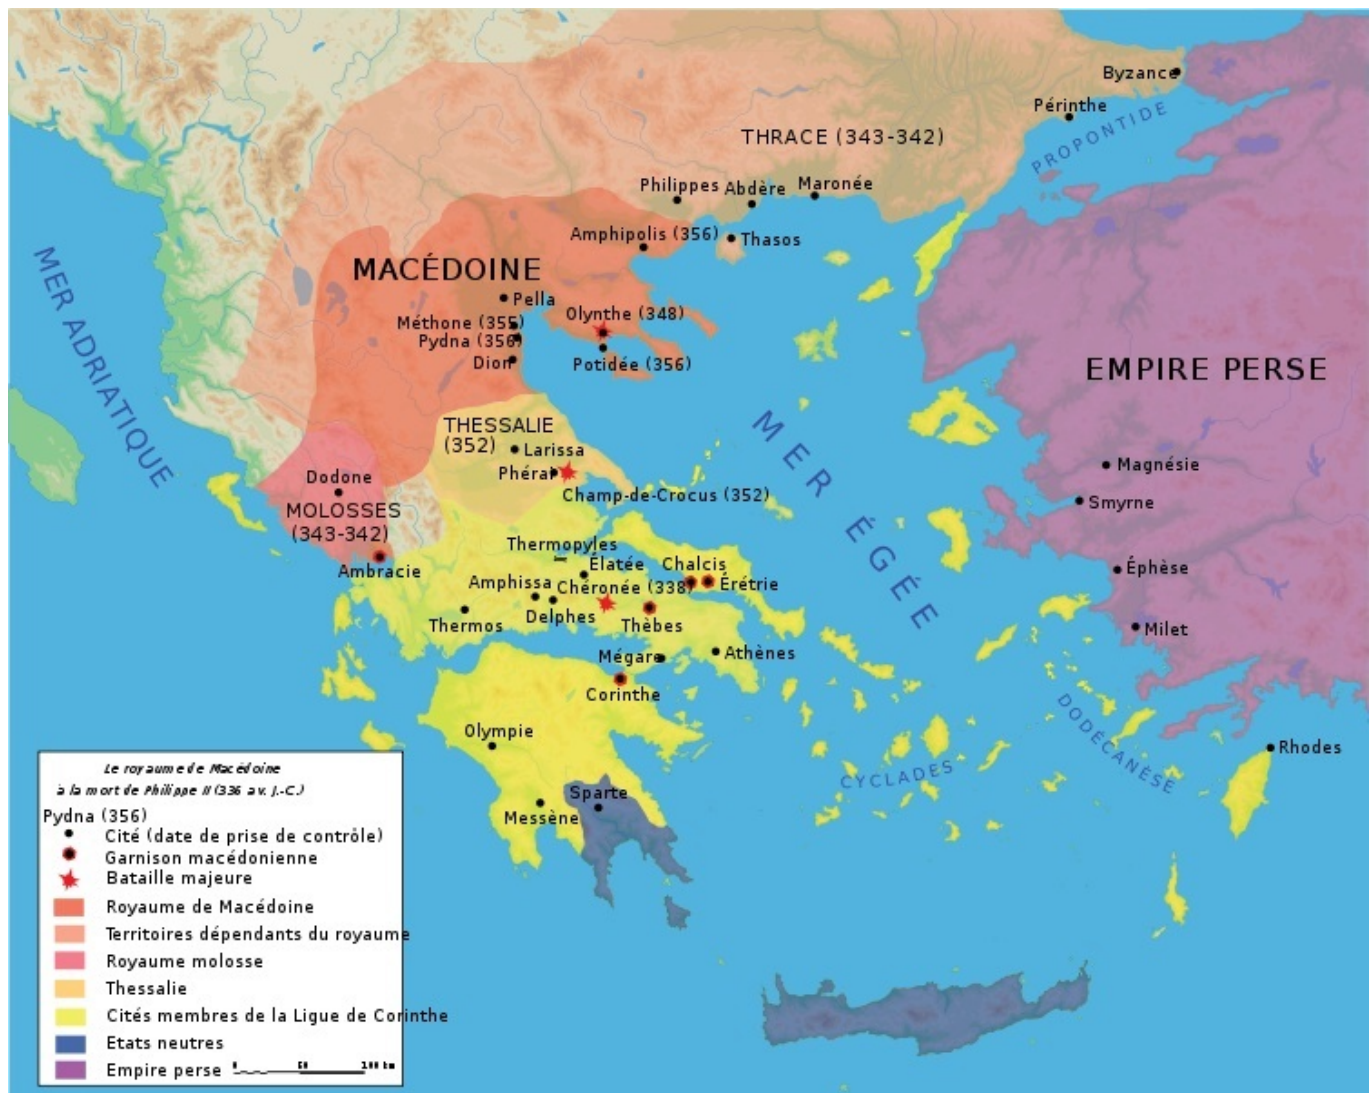 Byzance
Périnthe
PROPONTIDE
THRACE (343-342)
Philippes
Abdère
Maronée
Amphipolis (356)
Thasos
MER ADRIATIQUE
MACÉDOINE
Pella
Méthone (355)
Olynthe (348)
Pydna (356)
Dion
Potidée (356)
EMPIRE PERSE
MER ÉGÉE
THESSALIE
(352)
Larissa
Phérai
Champ-de-Crocus (352)
Dodone
MOLOSSES
(343-342)
Ambracie
Magnésie
Smyrne
Thermopyles
Élatée
Chalcis
Érétrie
Amphissa
Chéronée (338)
Delphes
Thermos
Thèbes
Éphèse
Milet
Mégare
Athènes
Corinthe
Olympie
DODÉCANÈSE
Rhodes
CYCLADES
Sparte
Messène
Le royaume de Macédoine
à la mort de Philippe II (336 av. J.-C.)
Pydna (356)
Cité (date de prise de contrôle)
Garnison macédonienne
Bataille majeure
Royaume de Macédoine
Territoires dépendants du royaume
Royaume molosse
Thessalie
Cités membres de la Ligue de Corinthe
Etats neutres
Empire perse
0 50 100 km